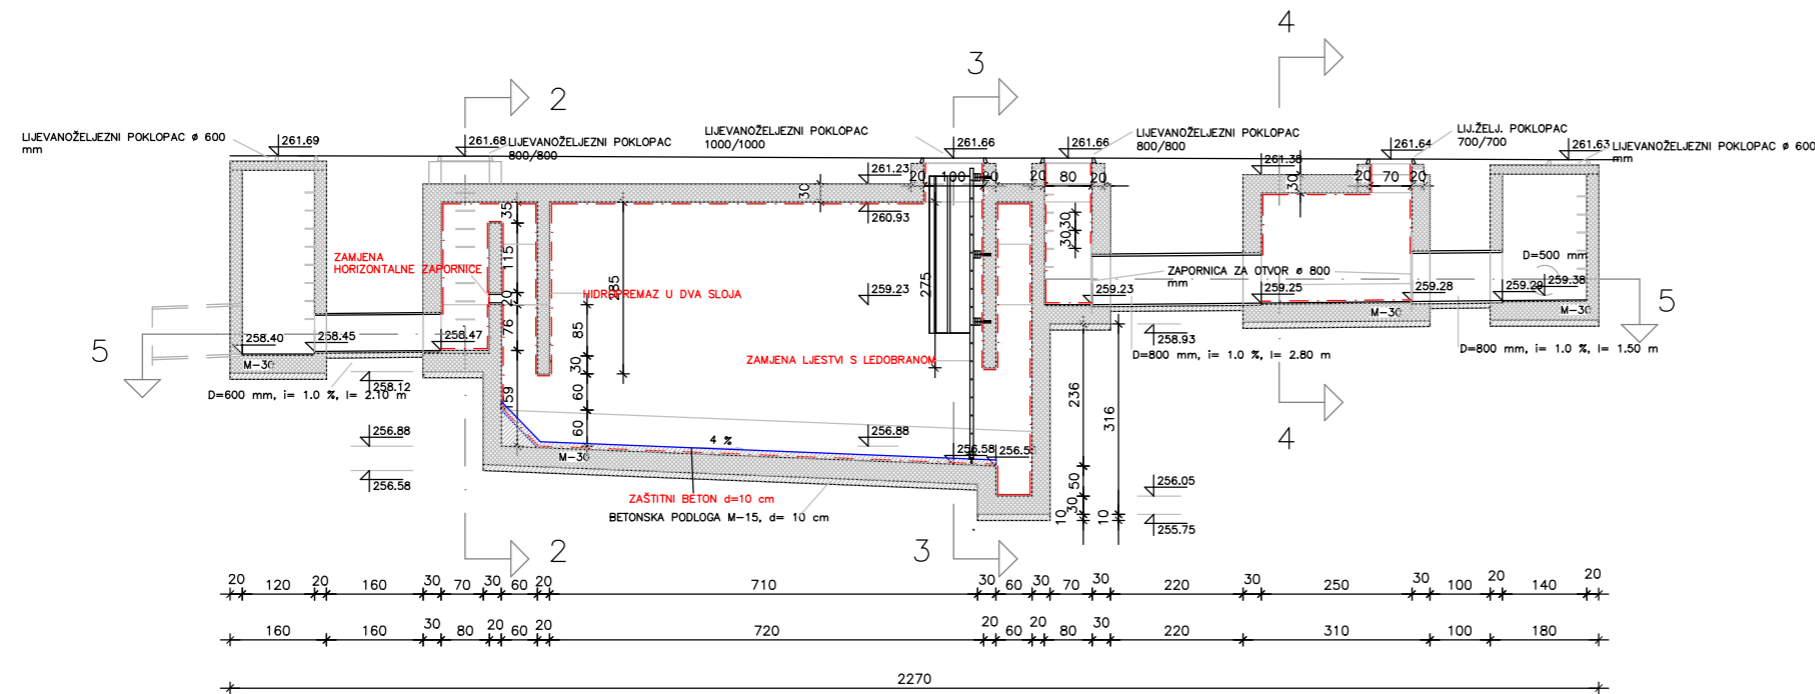 4
3
2
LIJEVANOŽELJEZNI POKLOPAC ø 600
mm
261.69
261.68
LIJEVANOŽELJEZNI POKLOPAC
800/800
LIJEVANOŽELJEZNI POKLOPAC
1000/1000
261.66
261.66
LIJEVANOŽELJEZNI POKLOPAC
800/800
261.64
LIJ.ŽELJ. POKLOPAC
700/700
261.63
LIJEVANOŽELJEZNI POKLOPAC ø 600
mm
261.38
261.23
260.93
30
20
100
20
20
80
20
30
20
70
20
35
115
20
76
159
285
275
85
30
60
60
30
30
ZAMJENA
HORIZONTALNE ZAPORNICE
HIDROPREMAZ U DVA SLOJA
259.23
259.23
ZAPORNICA ZA OTVOR ø 800
mm
259.25
259.28
259.29
259.38
D=500 mm
M-30
M-30
5
5
258.40
258.45
258.47
M-30
D=600 mm, i= 1.0 %, l= 2.10 m
258.12
258.93
ZAMJENA LJESTVI S LEDOBRANOM
D=800 mm, i= 1.0 %, l= 2.80 m
D=800 mm, i= 1.0 %, l= 1.50 m
256.88
256.88
256.58
4 %
256.58
M-30
236
316
50
30
10
10
256.05
255.75
ZAŠTITNI BETON d=10 cm
BETONSKA PODLOGA M-15, d= 10 cm
4
2
3
20 120 20 160 30 70 30 60 20 710 30 60 30 70 30 220 30 250 30 100 20 140 20
160 160 30 80 20 60 20 720 20 60 20 80 30 220 310 100 180
2270